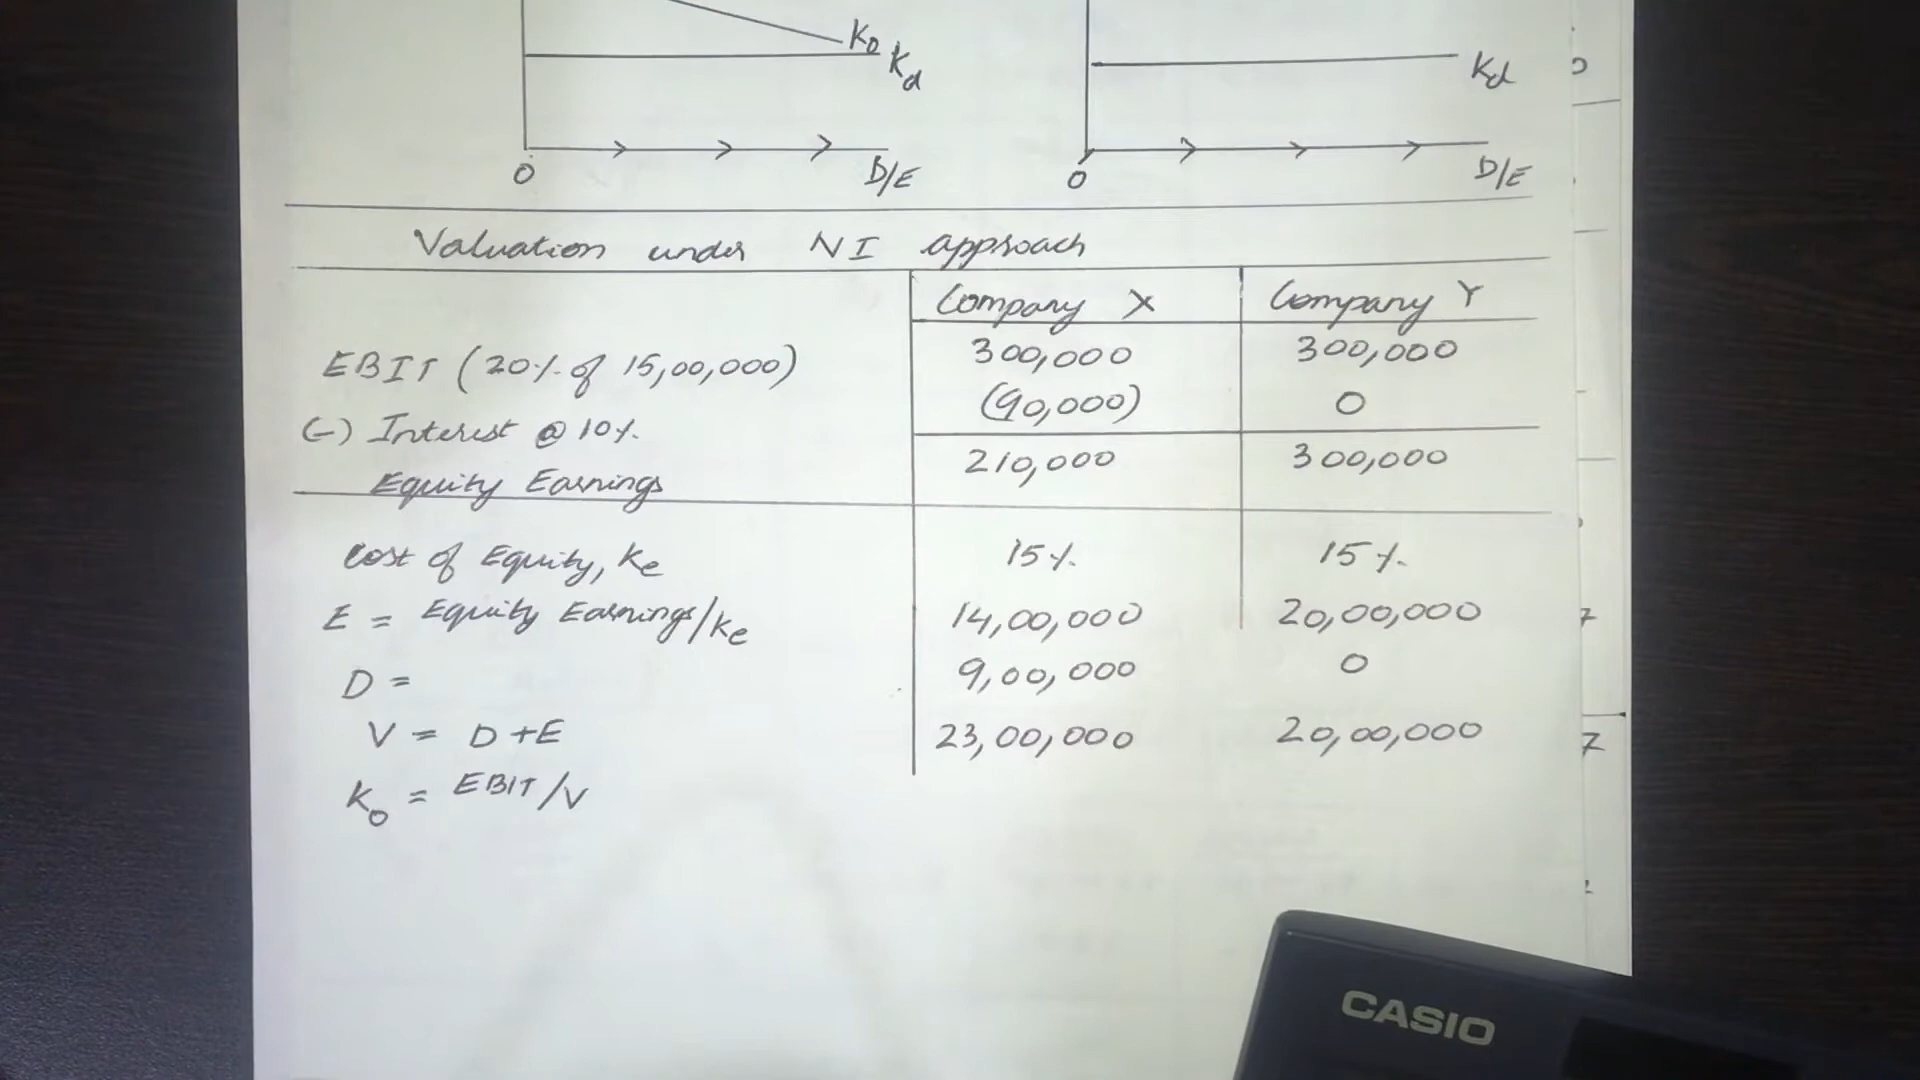 Ko
Kd
Kd
0
D/E
0
D/E
Valuation under NI approach
Company X Company Y
EBIT (20% of 15,00,000) 300,000 300,000
(-) Interest @ 10% (90,000) 0
Equity Earnings 210,000 300,000
Cost of Equity, Ke 15% 15%
E = Equity Earnings/Ke 14,00,000 20,00,000
D = 9,00,000 0
V = D+E 23,00,000 20,00,000
Ko = EBIT/V
7
7
CASIO